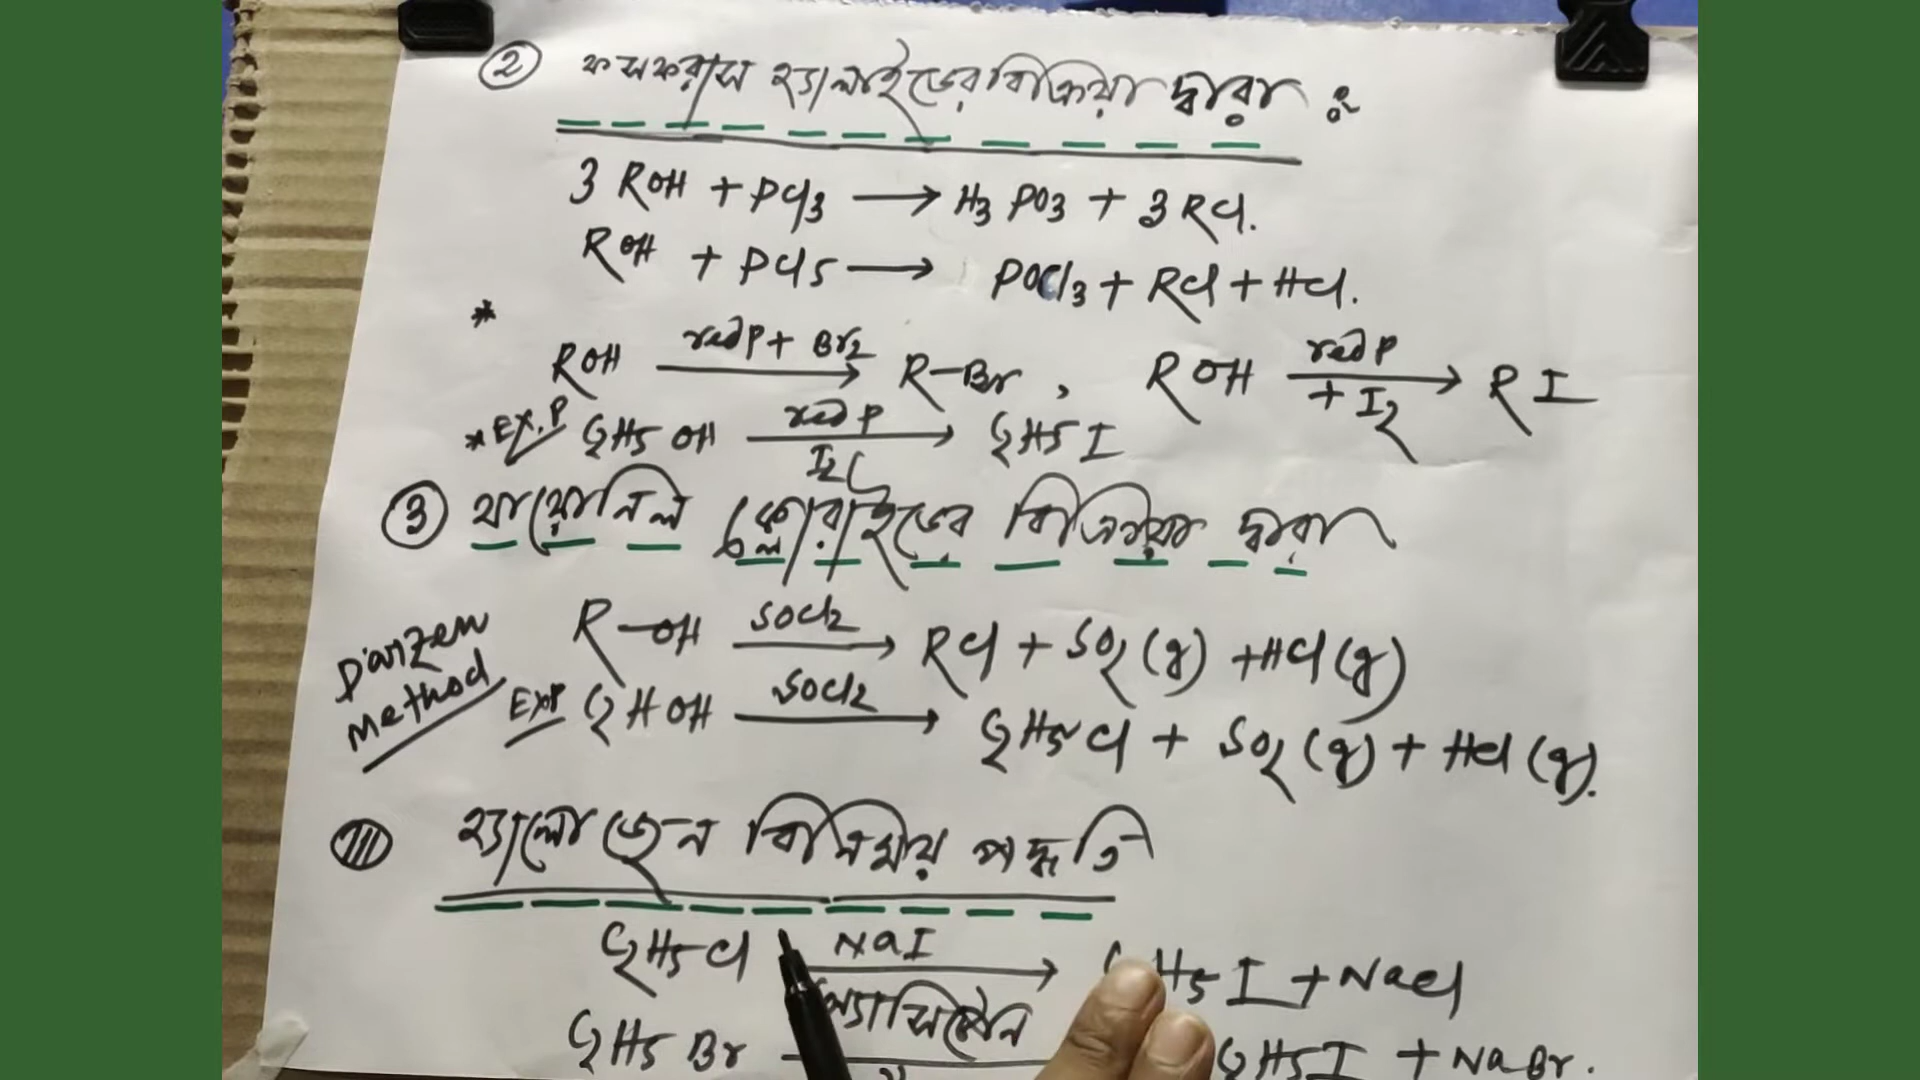 ② ফসফরাস হ্যালাইডের বিক্রিয়া দ্বারা :
3 ROH + PCl3 ⟶ H3PO3 + 3 RCl.
ROH + PCl5 ⟶ POCl3 + RCl + HCl.
*
ROH red P + Br2 ⟶ R-Br , ROH red P + I2 ⟶ RI
* Ex.P C2H5OH red P I2 ⟶ C2H5I
③ থায়োনিল ক্লোরাইডের বিক্রিয়া দ্বারা
Darzen Method
R-OH SOCl2 ⟶ RCl + SO2(g) + HCl(g)
Exp C2HOH SOCl2 ⟶ C2H5Cl + SO2(g) + HCl(g).
III হ্যালোজেন বিনিময় পদ্ধতি
C2H5Cl NaI অ্যাসিটোন ⟶ C2H5I + NaCl
C2H5Br C2H5I + NaBr.